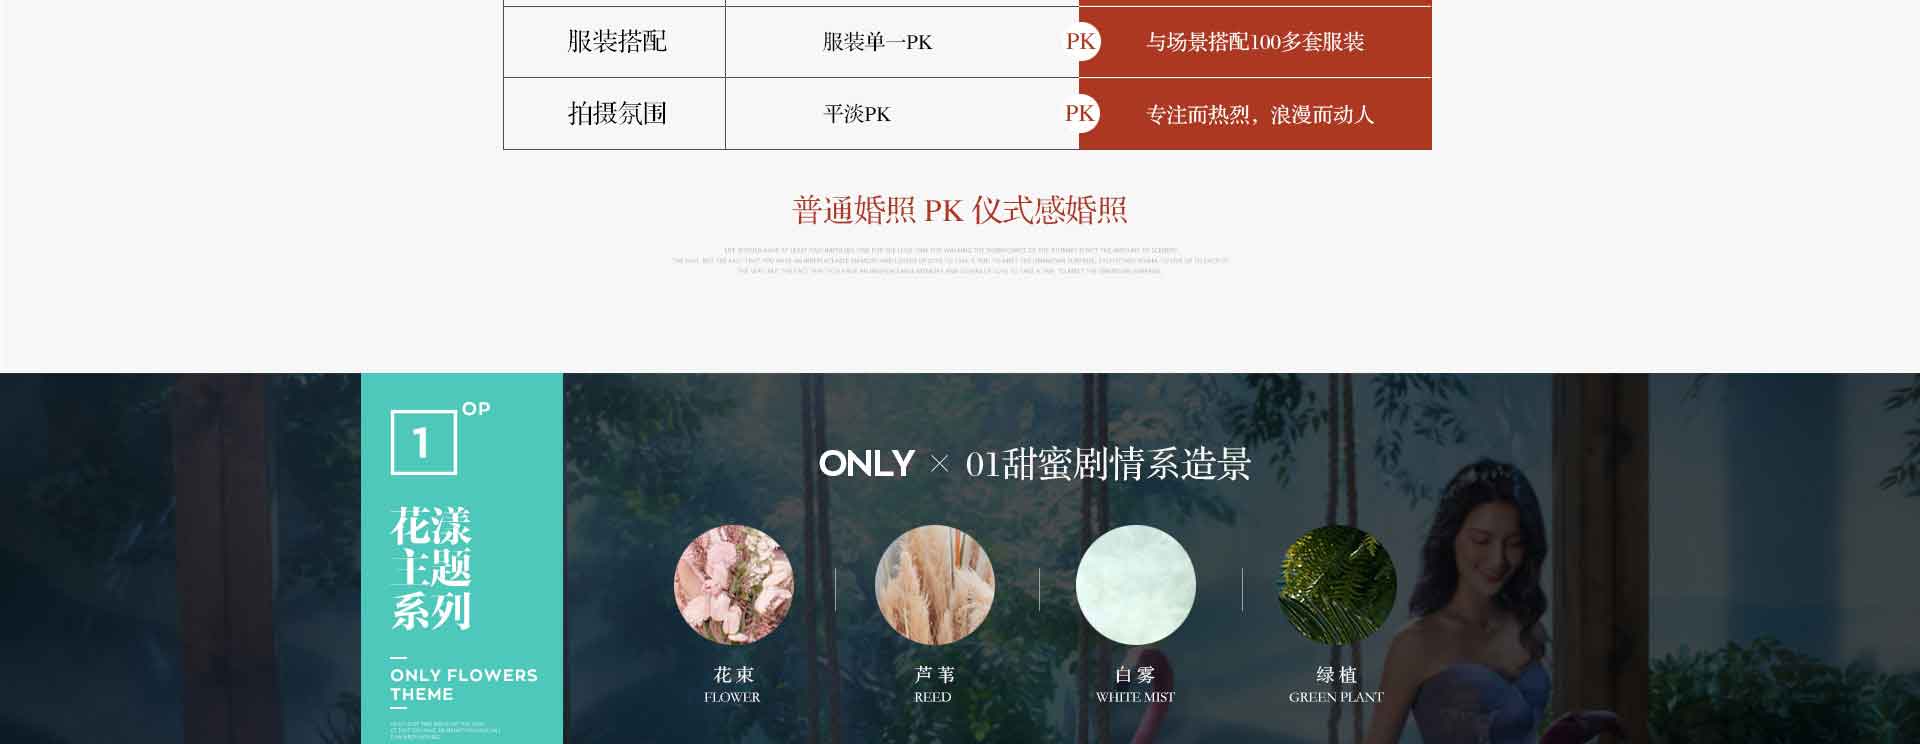 服装搭配
服装单一PK
PK
与场景搭配100多套服装
拍摄氛围
平淡PK
PK
专注而热烈，浪漫而动人
普通婚照 PK 仪式感婚照
OP
1
花漾
主题
系列
ONLY FLOWERS
THEME
ONLY × 01甜蜜剧情系造景
花束
FLOWER
芦苇
REED
白雾
WHITE MIST
绿植
GREEN PLANT